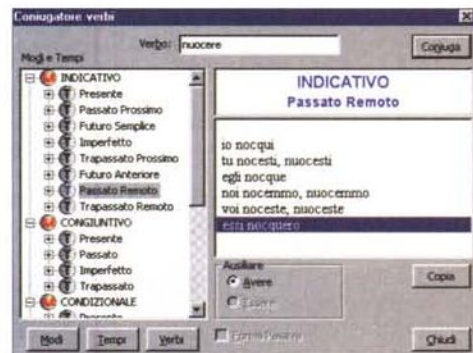 Coniugatore verbi
Verbo: nuocere
Coniuga
Modi e Tempi
INDICATIVO
Presente
Passato Prossimo
Futuro Semplice
Imperfetto
Trapassato Prossimo
Futuro Anteriore
Passato Remoto
Trapassato Remoto
CONGIUNTIVO
Presente
Passato
Imperfetto
Trapassato
CONDIZIONALE
Presente
Modi
Tempi
Verbi
INDICATIVO
Passato Remoto
io nocqui
tu nocesti, nuocesti
egli nocque
noi nocemmo, nuocemmo
voi noceste, nuoceste
essi nocquero
Ausiliare
Avere
Essere
Forma Passiva
Copia
Chiudi